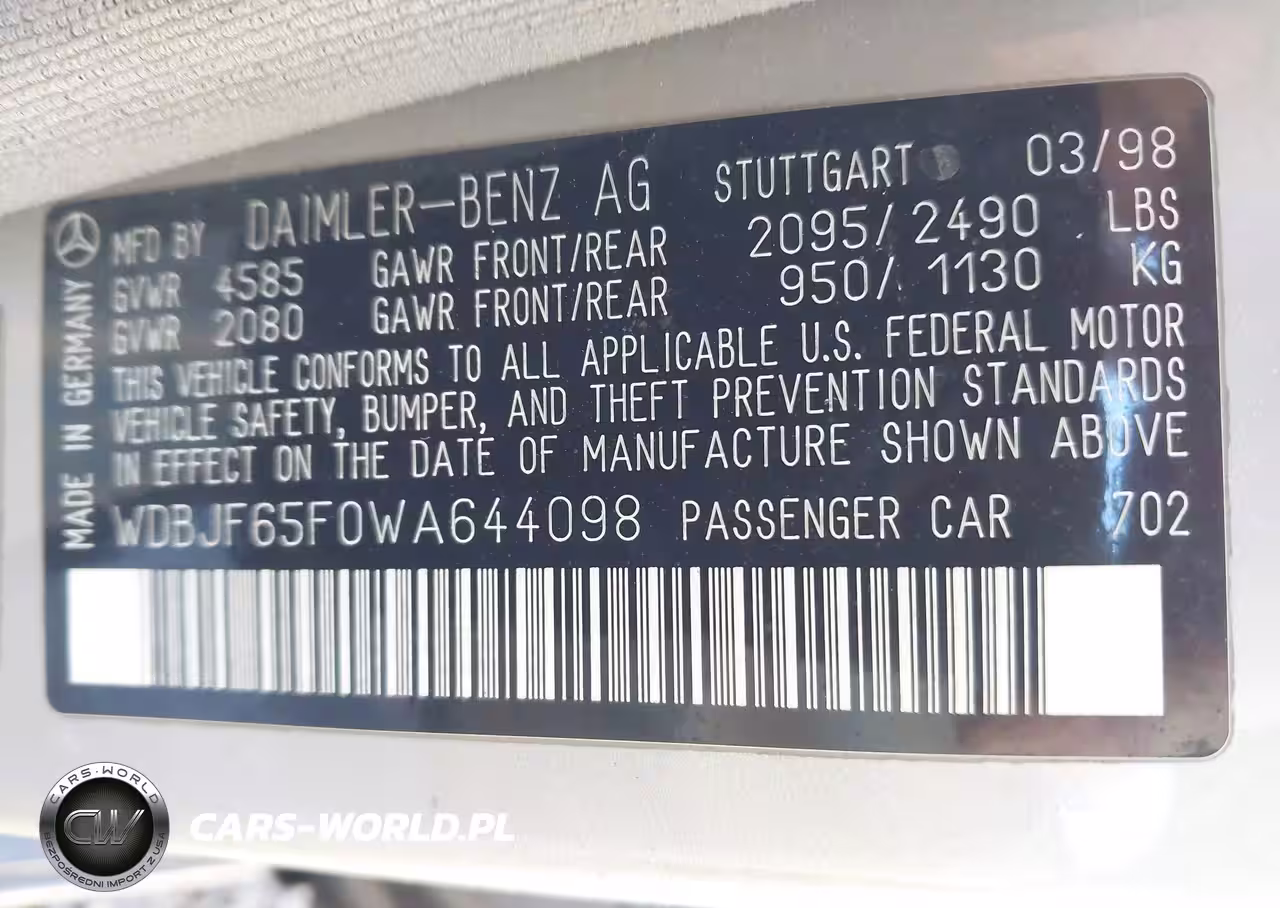 MFD BY DAIMLER-BENZ AG STUTTGART 03/98
GVWR 4585 GAWR FRONT/REAR 2095/ 2490 LBS
GVWR 2080 GAWR FRONT/REAR 950/ 1130 KG
THIS VEHICLE CONFORMS TO ALL APPLICABLE U.S. FEDERAL MOTOR
VEHICLE SAFETY, BUMPER, AND THEFT PREVENTION STANDARDS
IN EFFECT ON THE DATE OF MANUFACTURE SHOWN ABOVE
WDBJF65F0WA644098 PASSENGER CAR 702
MADE IN GERMANY
CARS-WORLD
CW
BEZPOŚREDNI IMPORT Z USA
CARS-WORLD.PL